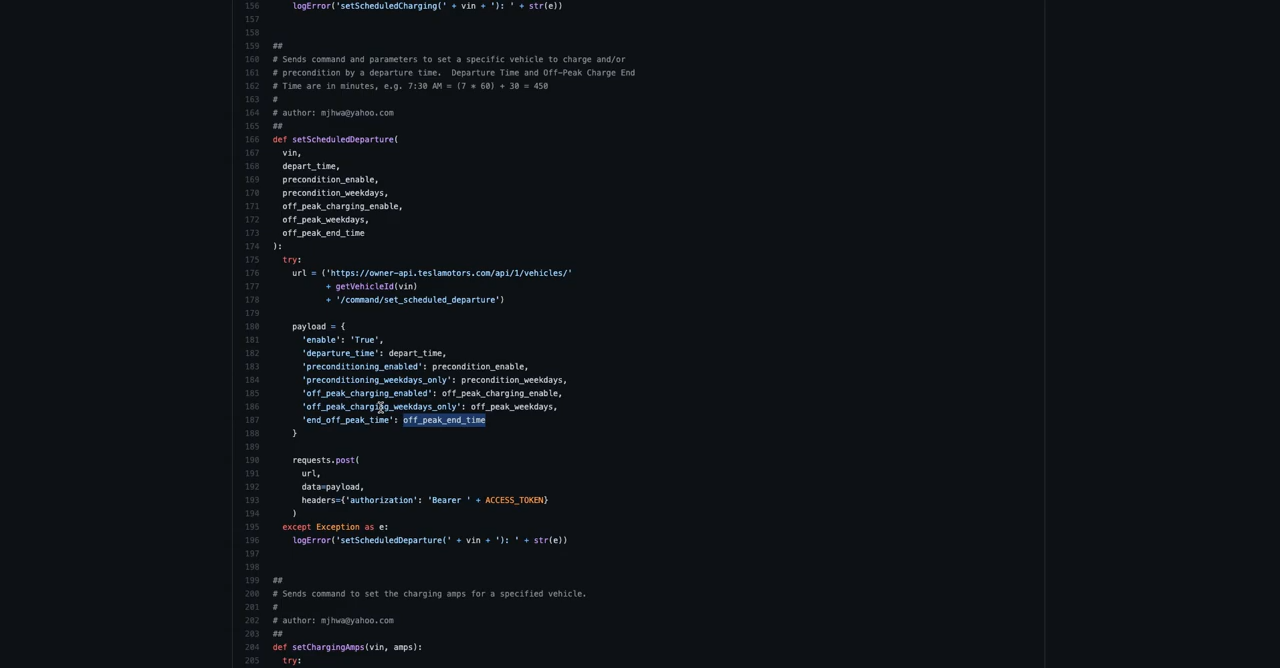 156 logError('setScheduledCharging(' + vin + '): ' + str(e))
157
158
159 ##
160 # Sends command and parameters to set a specific vehicle to charge and/or
161 # precondition by a departure time.  Departure Time and Off-Peak Charge End
162 # Time are in minutes, e.g. 7:30 AM = (7 * 60) + 30 = 450
163 #
164 # author: mjhwa@yahoo.com
165 ##
166 def setScheduledDeparture(
167 vin,
168 depart_time,
169 precondition_enable,
170 precondition_weekdays,
171 off_peak_charging_enable,
172 off_peak_weekdays,
173 off_peak_end_time
174 ):
175 try:
176 url = ('https://owner-api.teslamotors.com/api/1/vehicles/'
177 + getVehicleId(vin)
178 + '/command/set_scheduled_departure')
179
180 payload = {
181 'enable': 'True',
182 'departure_time': depart_time,
183 'preconditioning_enabled': precondition_enable,
184 'preconditioning_weekdays_only': precondition_weekdays,
185 'off_peak_charging_enabled': off_peak_charging_enable,
186 'off_peak_charging_weekdays_only': off_peak_weekdays,
187 'end_off_peak_time': off_peak_end_time
188 }
189
190 requests.post(
191 url,
192 data=payload,
193 headers={'authorization': 'Bearer ' + ACCESS_TOKEN}
194 )
195 except Exception as e:
196 logError('setScheduledDeparture(' + vin + '): ' + str(e))
197
198
199 ##
200 # Sends command to set the charging amps for a specified vehicle.
201 #
202 # author: mjhwa@yahoo.com
203 ##
204 def setChargingAmps(vin, amps):
205 try: